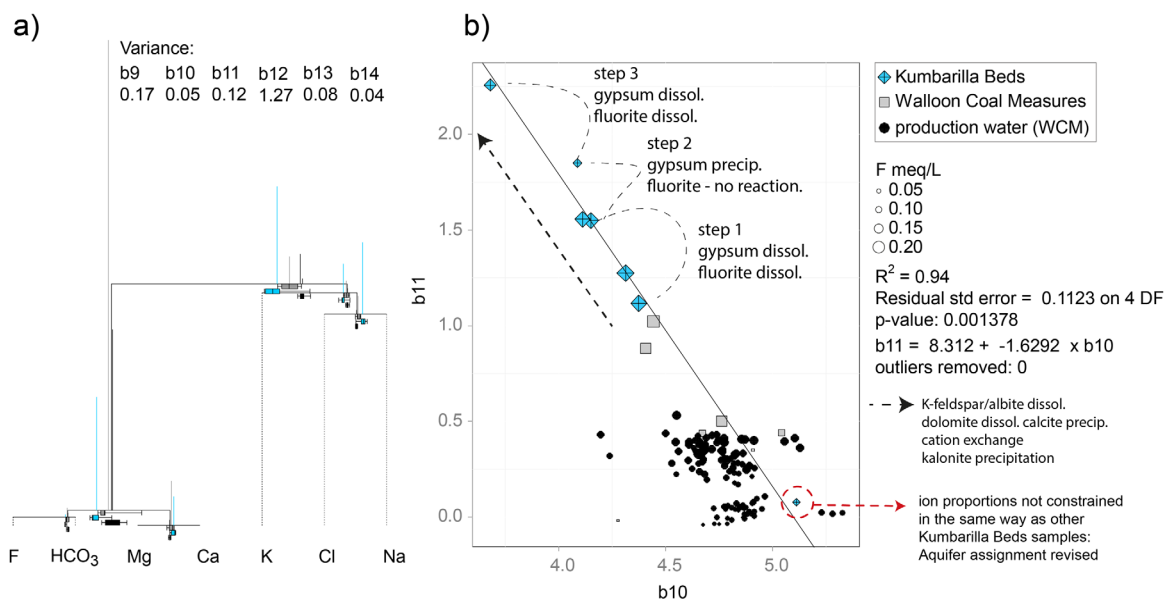 a)
Variance:
b9 b10 b11 b12 b13 b14
0.17 0.05 0.12 1.27 0.08 0.04
F HCO3 Mg Ca K Cl Na
b)
step 3
gypsum dissol.
fluorite dissol.
step 2
gypsum precip.
fluorite - no reaction.
step 1
gypsum dissol.
fluorite dissol.
b11
2.0
1.5
1.0
0.5
0.0
4.0 4.5 5.0
b10
Kumbarilla Beds
Walloon Coal Measures
production water (WCM)
F meq/L
0.05
0.10
0.15
0.20
R2 = 0.94
Residual std error = 0.1123 on 4 DF
p-value: 0.001378
b11 = 8.312 + -1.6292 x b10
outliers removed: 0
K-feldspar/albite dissol.
dolomite dissol. calcite precip.
cation exchange
kalonite precipitation
ion proportions not constrained
in the same way as other
Kumbarilla Beds samples:
Aquifer assignment revised